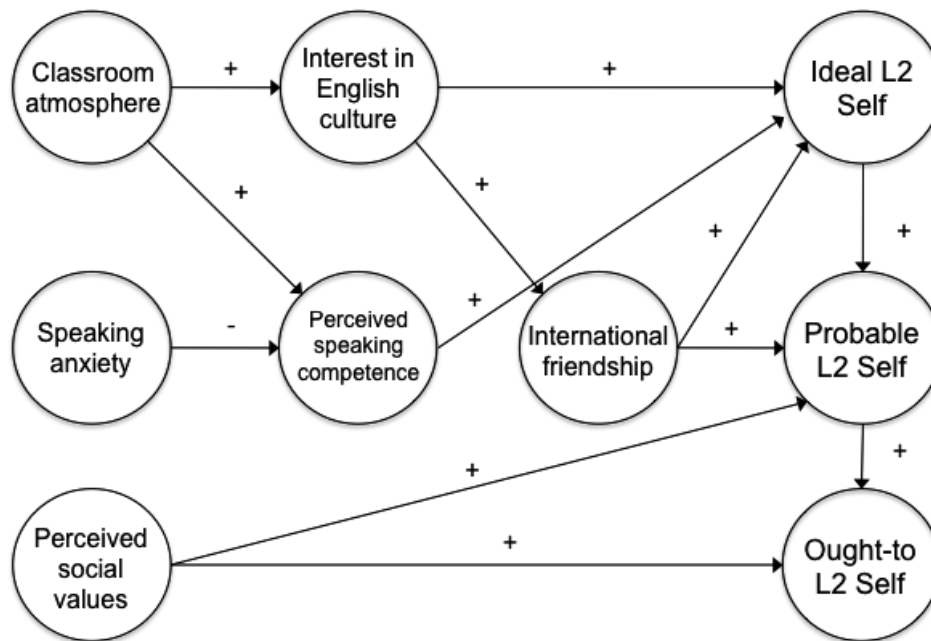 Classroom
atmosphere
+
Interest in
English
culture
+
Ideal L2
Self
+
+
+
+
Speaking
anxiety
-
Perceived
speaking
competence
+
International
friendship
+
Probable
L2 Self
+
+
Perceived
social
values
+
Ought-to
L2 Self